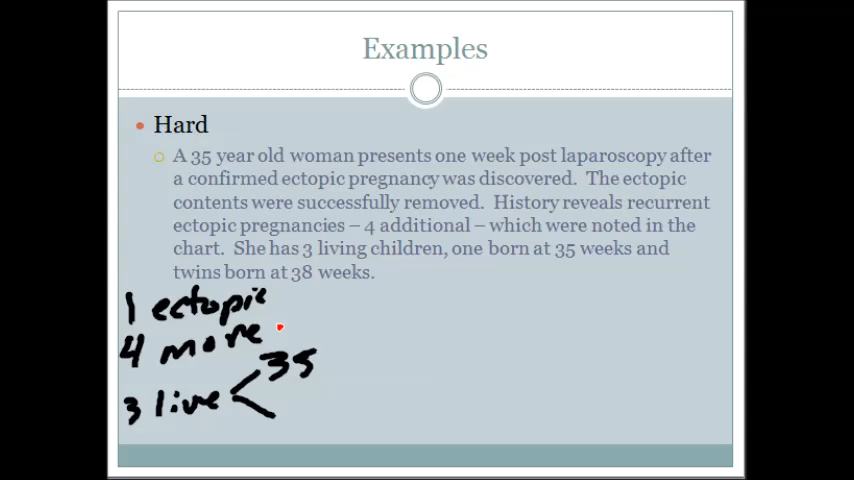 Examples
Hard
A 35 year old woman presents one week post laparoscopy after
a confirmed ectopic pregnancy was discovered. The ectopic
contents were successfully removed. History reveals recurrent
ectopic pregnancies – 4 additional – which were noted in the
chart. She has 3 living children, one born at 35 weeks and
twins born at 38 weeks.
1 ectopic
4 more
35
3 live